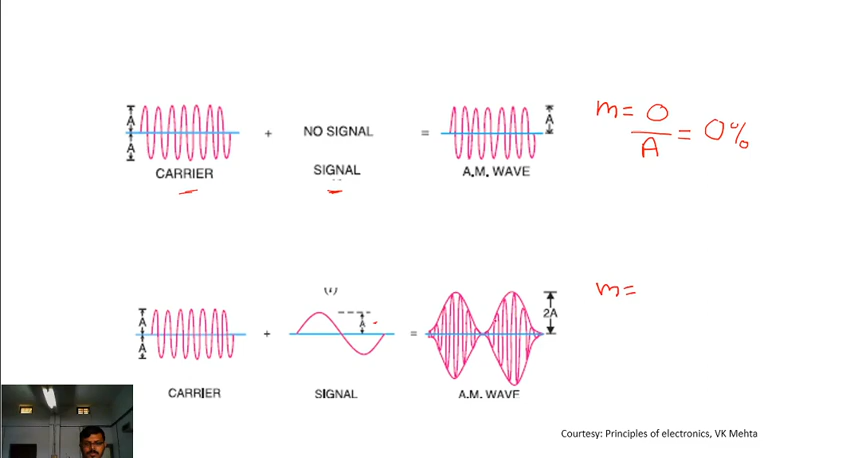 A
A
CARRIER
+
NO SIGNAL
SIGNAL
=
A
A.M. WAVE
m= 0/A = 0%
(i)
A
A
CARRIER
+
A
SIGNAL
=
2A
A.M. WAVE
m=
Courtesy: Principles of electronics, VK Mehta